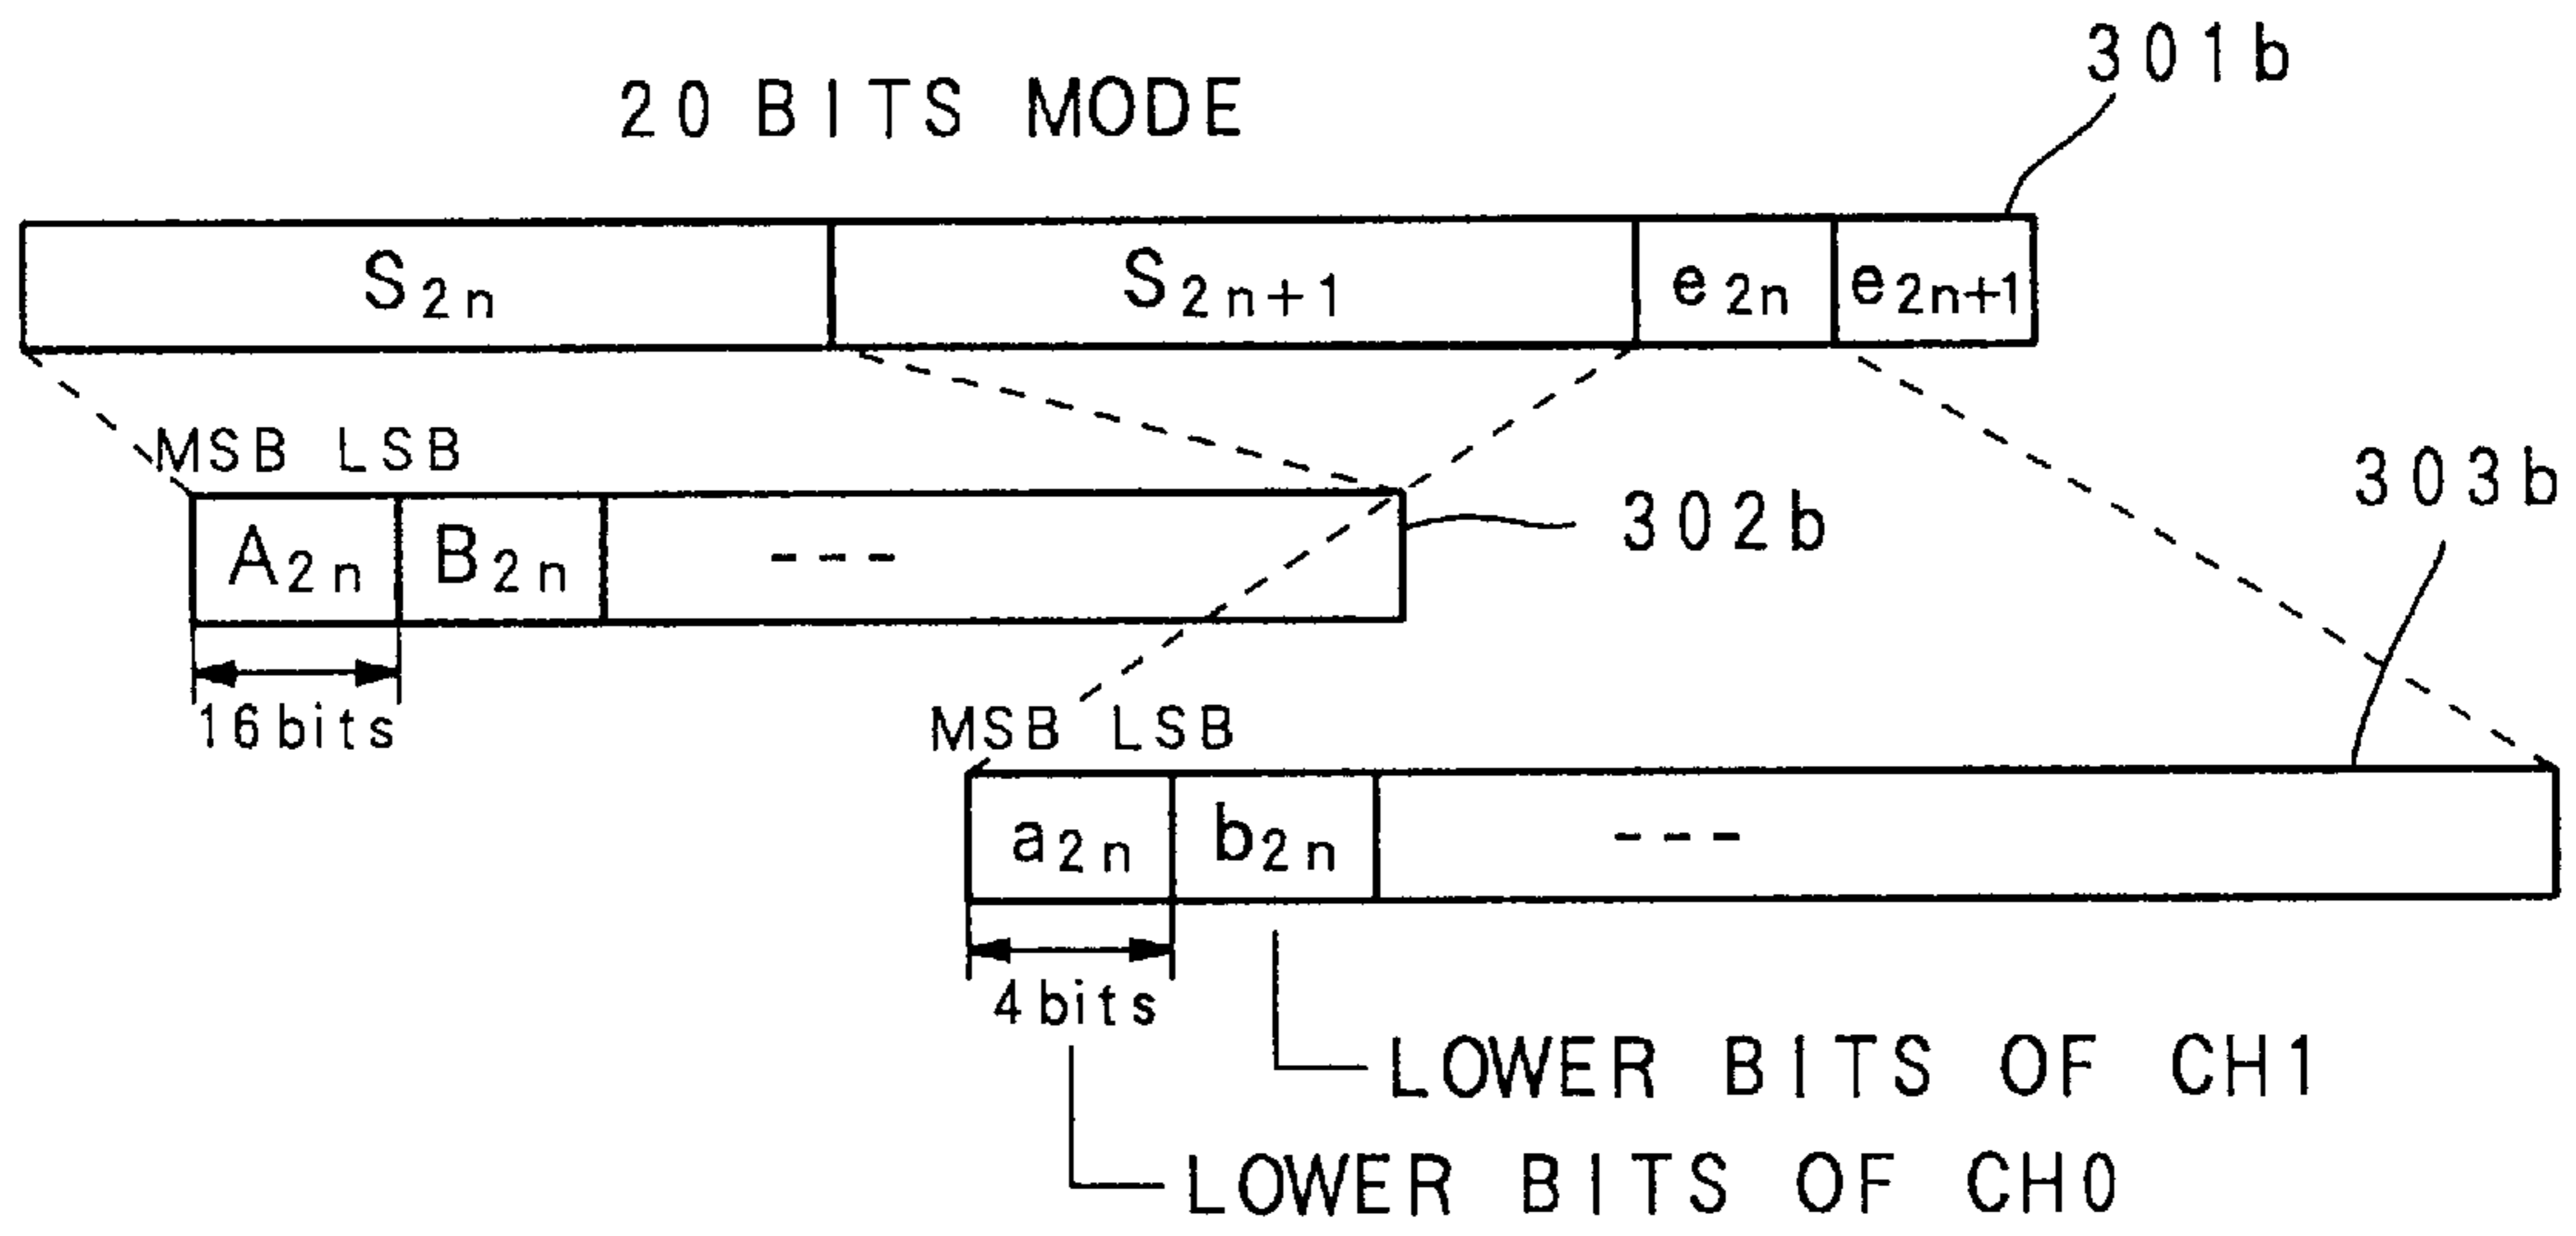 301b
20 BITS MODE
S2n S2n+1 e2n e2n+1
MSB LSB
303b
A2n B2n --- 302b
16bits
MSB LSB
a2n b2n ---
4bits
LOWER BITS OF CH1
LOWER BITS OF CH0